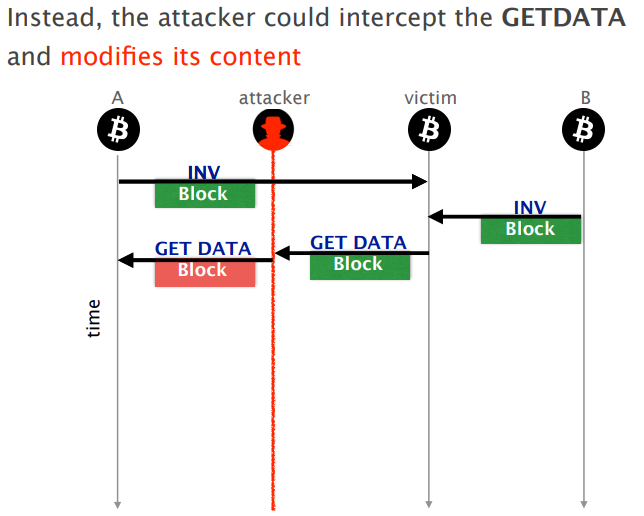 Instead, the attacker could intercept the GETDATA
and modifies its content
A
attacker
victim
B
INV
Block
INV
Block
GET DATA
Block
GET DATA
Block
time